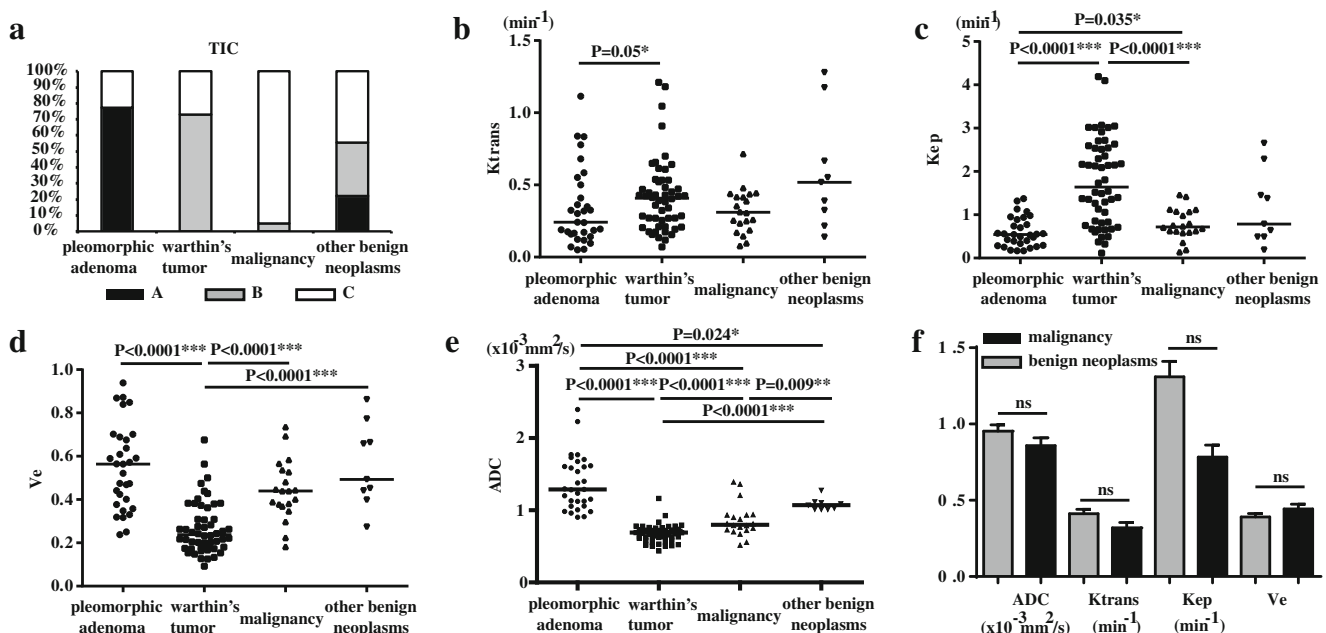 a
TIC
100%
90%
80%
70%
60%
50%
40%
30%
20%
10%
0%
pleomorphic adenoma
warthin's tumor
malignancy
other benign neoplasms
A
B
C
b
(min-1)
P=0.05*
Ktrans
1.5
1.0
0.5
0.0
pleomorphic adenoma
warthin's tumor
malignancy
other benign neoplasms
c
(min-1)
P=0.035*
P<0.0001***
P<0.0001***
Kep
5
4
3
2
1
0
pleomorphic adenoma
warthin's tumor
malignancy
other benign neoplasms
d
P<0.0001***
P<0.0001***
P<0.0001***
Ve
1.0
0.8
0.6
0.4
0.2
0.0
pleomorphic adenoma
warthin's tumor
malignancy
other benign neoplasms
e
(x10-3mm2/s)
P=0.024*
P<0.0001***
P<0.0001***
P<0.0001***
P=0.009**
P<0.0001***
ADC
3
2
1
0
pleomorphic adenoma
warthin's tumor
malignancy
other benign neoplasms
f
malignancy
benign neoplasms
1.5
1.0
0.5
0.0
ns
ns
ns
ns
ADC
(x10-3mm2/s)
Ktrans
(min-1)
Kep
(min-1)
Ve